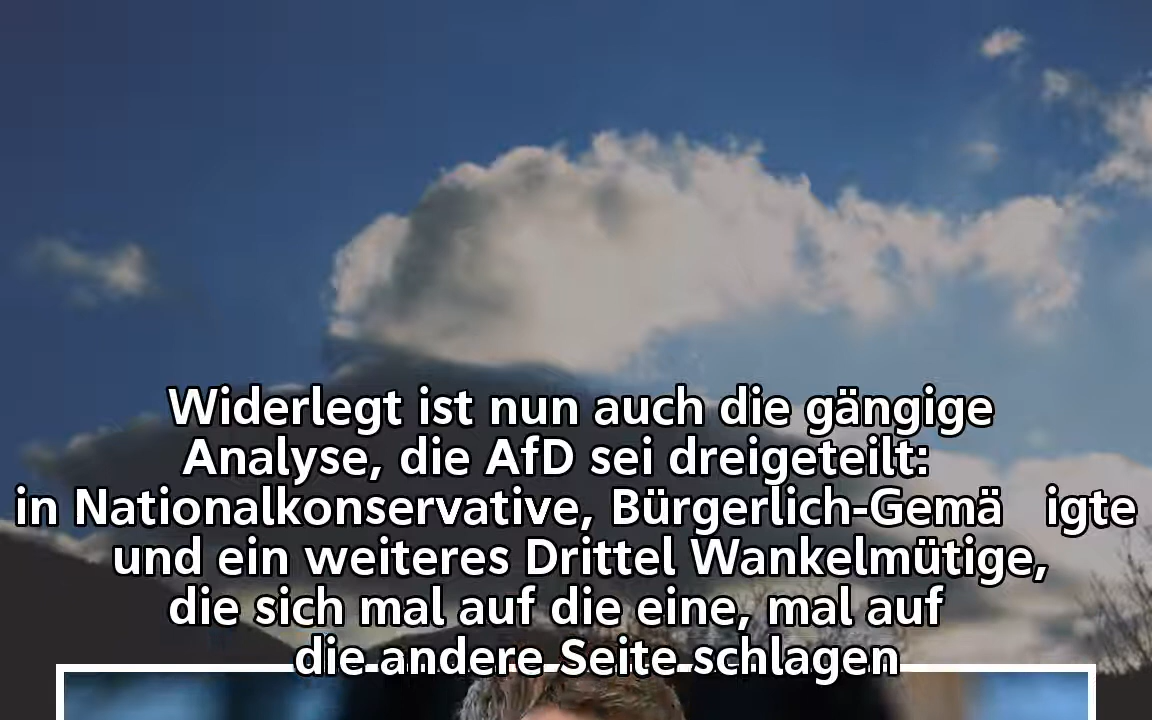 Widerlegt ist nun auch die gängige
Analyse, die AfD sei dreigeteilt:
in Nationalkonservative, Bürgerlich-Gemä igte
und ein weiteres Drittel Wankelmütige,
die sich mal auf die eine, mal auf
die andere Seite schlagen